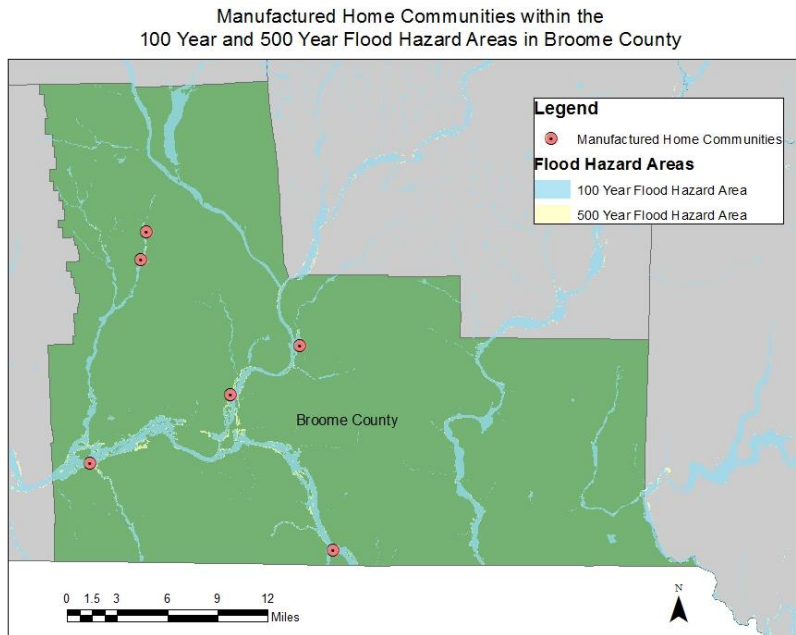 Manufactured Home Communities within the
100 Year and 500 Year Flood Hazard Areas in Broome County
Legend
Manufactured Home Communities
Flood Hazard Areas
100 Year Flood Hazard Area
500 Year Flood Hazard Area
Broome County
0 1.5 3 6 9 12
Miles
N